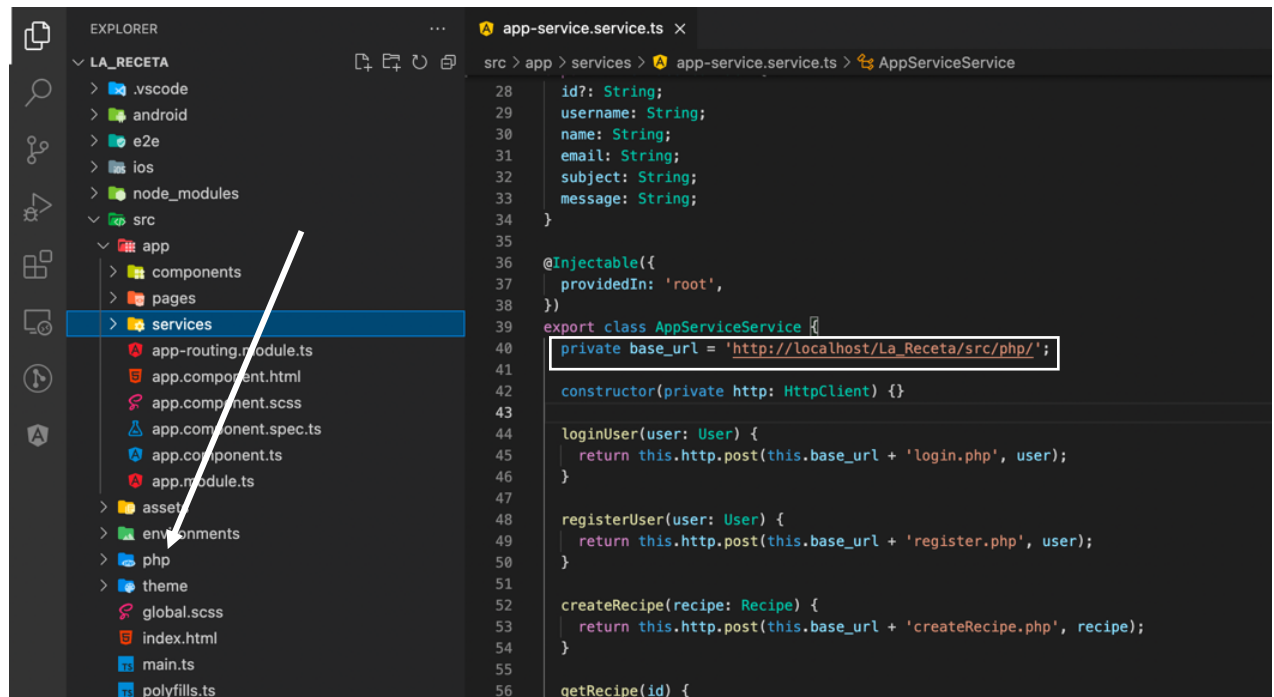 EXPLORER
LA_RECETA
.vscode
android
e2e
ios
node_modules
src
app
components
pages
services
app-routing.module.ts
app.component.html
app.component.scss
app.component.spec.ts
app.component.ts
app.module.ts
assets
environments
php
theme
global.scss
index.html
main.ts
polyfills.ts
app-service.service.ts
src > app > services > app-service.service.ts > AppServiceService
28 id?: String;
29 username: String;
30 name: String;
31 email: String;
32 subject: String;
33 message: String;
34 }
35
36 @Injectable({
37 providedIn: 'root',
38 })
39 export class AppServiceService {
40 private base_url = 'http://localhost/La_Receta/src/php/';
41
42 constructor(private http: HttpClient) {}
43
44 loginUser(user: User) {
45 return this.http.post(this.base_url + 'login.php', user);
46 }
47
48 registerUser(user: User) {
49 return this.http.post(this.base_url + 'register.php', user);
50 }
51
52 createRecipe(recipe: Recipe) {
53 return this.http.post(this.base_url + 'createRecipe.php', recipe);
54 }
55
56 getRecipe(id) {